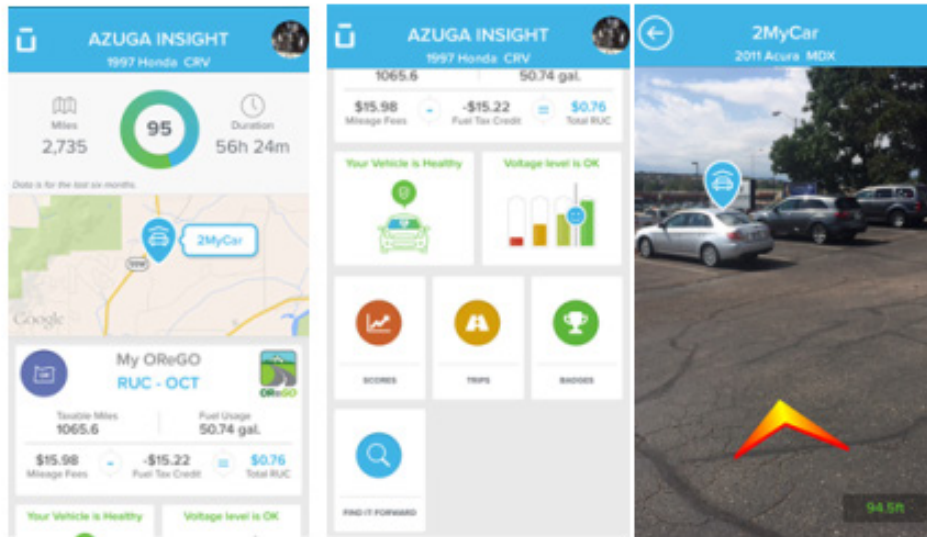 AZUGA INSIGHT
1997 Honda CRV
Miles
2,735
95
Duration
56h 24m
Data is for the last six months.
2MyCar
Google
My OReGO
RUC - OCT
OReGO
Taxable Miles
1065.6
Fuel Usage
50.74 gal.
$15.98
Mileage Fees
-
-$15.22
Fuel Tax Credit
=
$0.76
Total RUC
Your Vehicle is Healthy
Voltage level is OK
AZUGA INSIGHT
1997 Honda CRV
1065.6
50.74 gal.
$15.98
Mileage Fees
-
-$15.22
Fuel Tax Credit
=
$0.76
Total RUC
Your Vehicle is Healthy
Voltage level is OK
SCORES
TRIPS
BADGES
FIND IT FORWARD
2MyCar
2011 Acura MDX
94.5ft